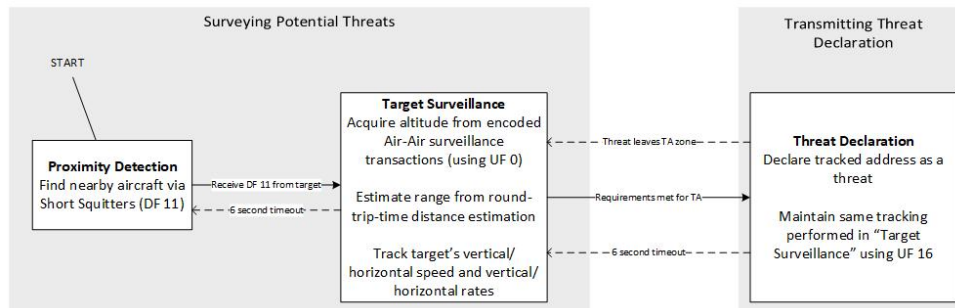 Surveying Potential Threats
Transmitting Threat
Declaration
START
Proximity Detection
Find nearby aircraft via
Short Squitters (DF 11)
Receive DF 11 from target
6 second timeout
Target Surveillance
Acquire altitude from encoded
Air-Air surveillance
transactions (using UF 0)
Estimate range from round-
trip-time distance estimation
Track target's vertical/
horizontal speed and vertical/
horizontal rates
Threat leaves TA zone
Requirements met for TA
6 second timeout
Threat Declaration
Declare tracked address as a
threat
Maintain same tracking
performed in “Target
Surveillance” using UF 16